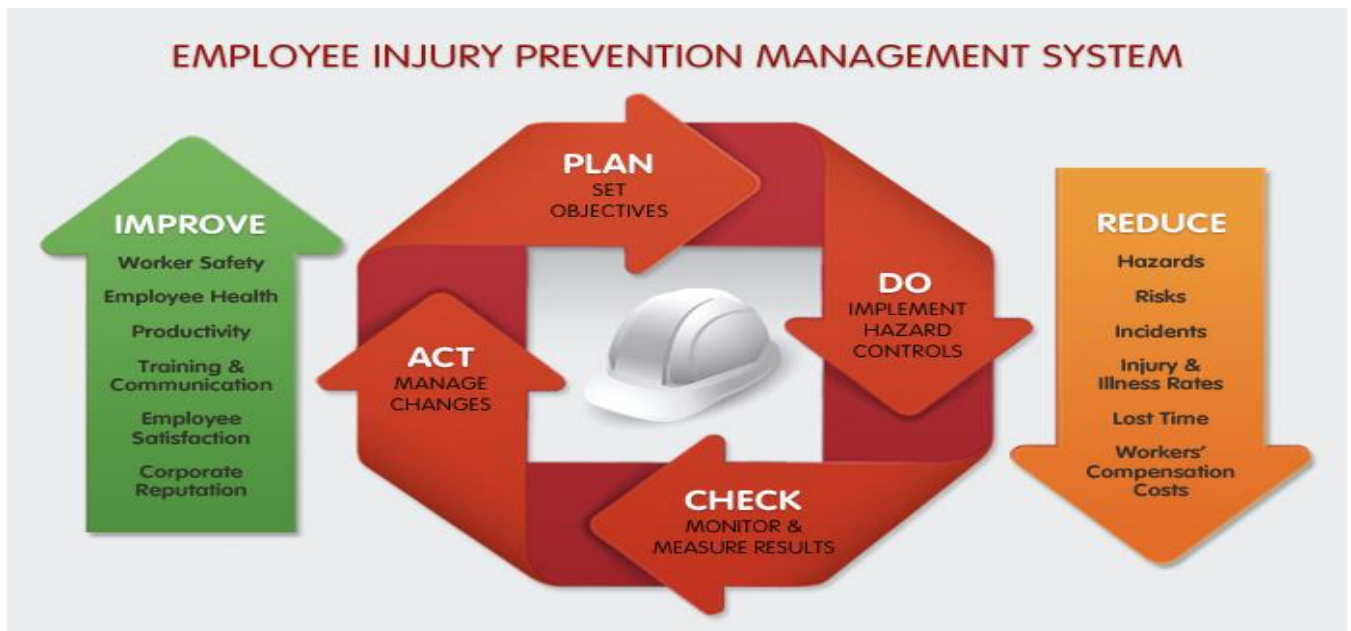 EMPLOYEE INJURY PREVENTION MANAGEMENT SYSTEM
IMPROVE
Worker Safety
Employee Health
Productivity
Training &
Communication
Employee
Satisfaction
Corporate
Reputation
PLAN
SET
OBJECTIVES
DO
IMPLEMENT
HAZARD
CONTROLS
CHECK
MONITOR &
MEASURE RESULTS
ACT
MANAGE
CHANGES
REDUCE
Hazards
Risks
Incidents
Injury &
Illness Rates
Lost Time
Workers'
Compensation
Costs